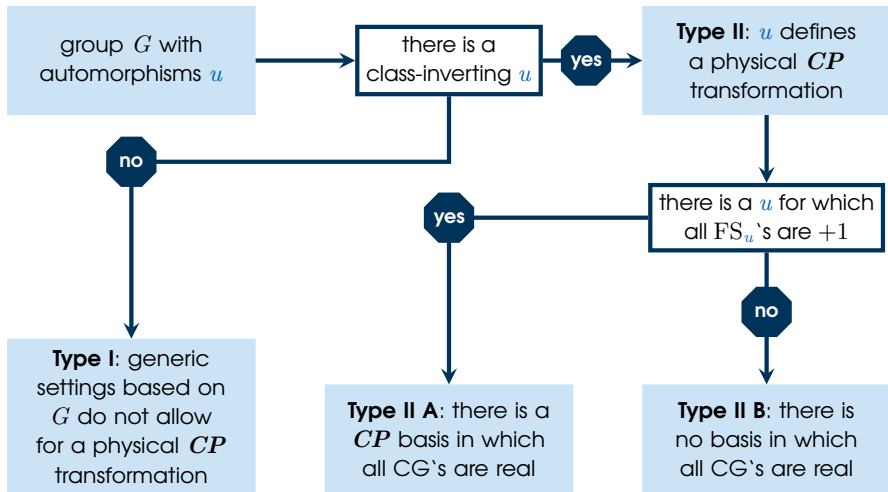 group G with
automorphisms u
there is a
class-inverting u
yes
Type II: u defines
a physical CP
transformation
no
yes
there is a u for which
all FSᵤ`s are +1
no
Type I: generic
settings based on
G do not allow
for a physical CP
transformation
Type II A: there is a
CP basis in which
all CG`s are real
Type II B: there is
no basis in which
all CG`s are real